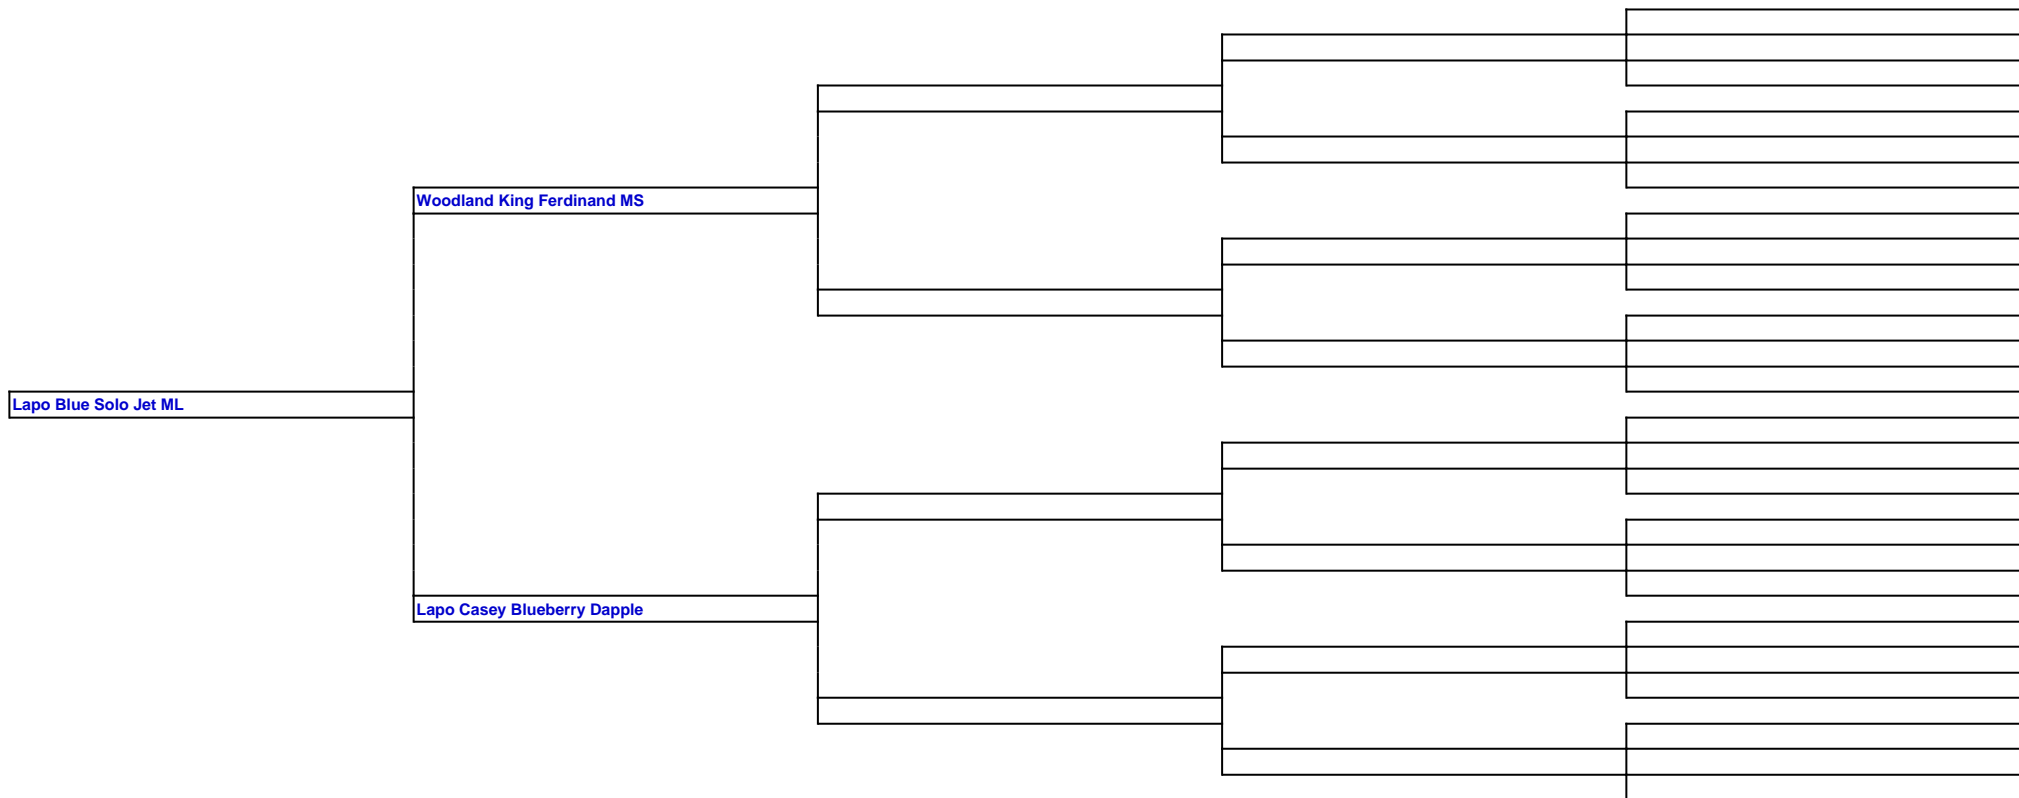 Woodland King Ferdinand MS
Lapo Blue Solo Jet ML
Lapo Casey Blueberry Dapple